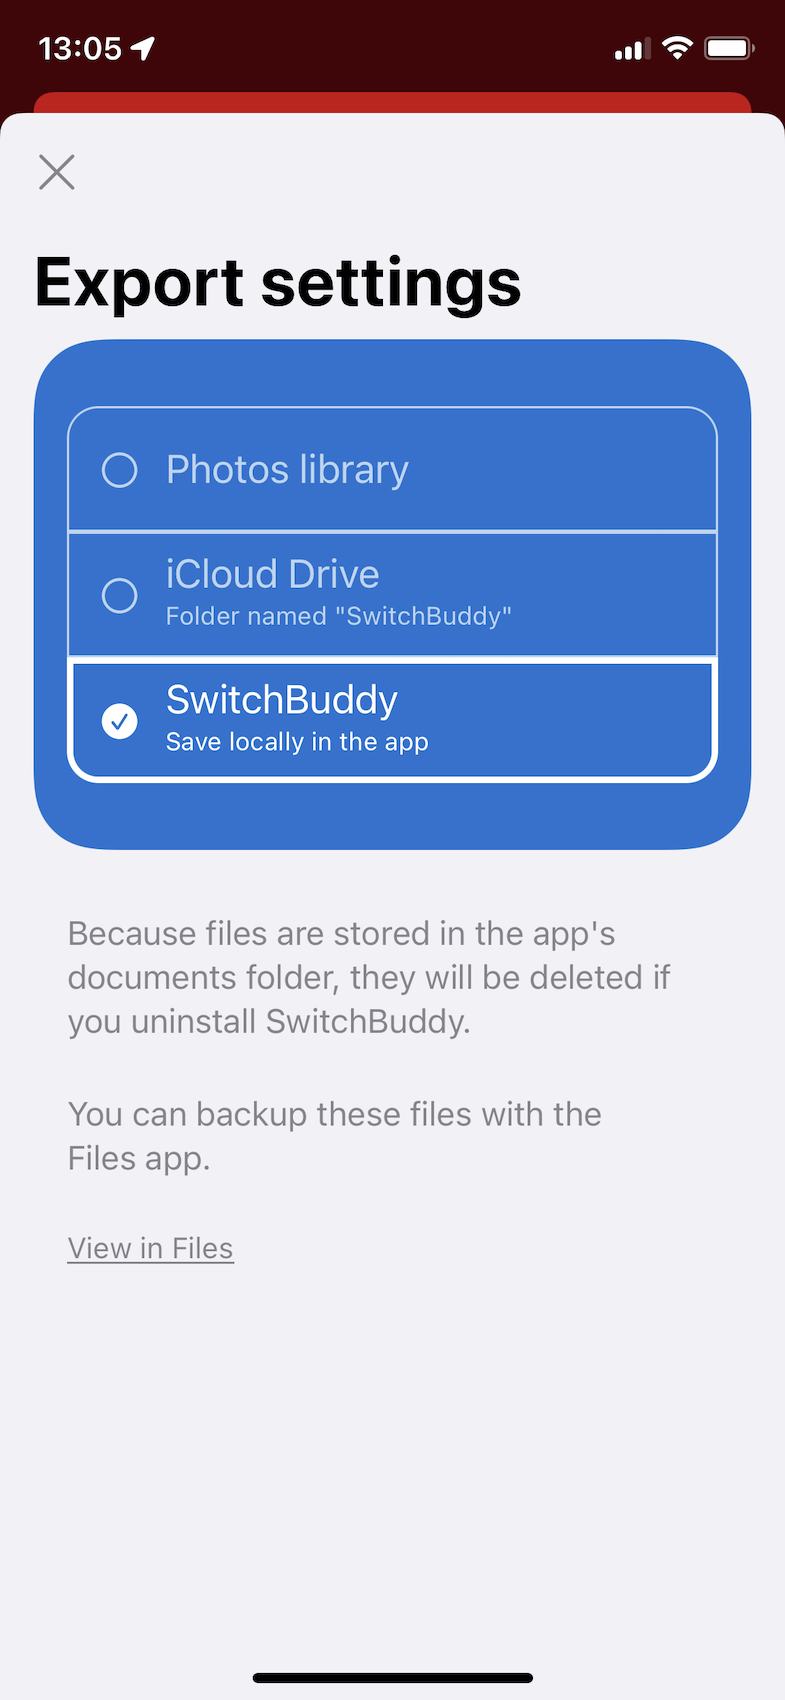 13:05
Export settings
Photos library
iCloud Drive
Folder named "SwitchBuddy"
SwitchBuddy
Save locally in the app
Because files are stored in the app's
documents folder, they will be deleted if
you uninstall SwitchBuddy.
You can backup these files with the
Files app.
View in Files